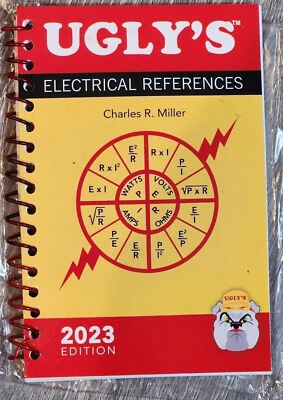 UGLY'S™
ELECTRICAL REFERENCES
Charles R. Miller
E²/R
R x I
R x I²
P/I
E x I
WATTS
VOLTS
√P x R
P
E
I
R
√P/R
AMPS
OHMS
E/I
P/E
E/R
P/I²
E²/P
UGLY'S
2023
EDITION